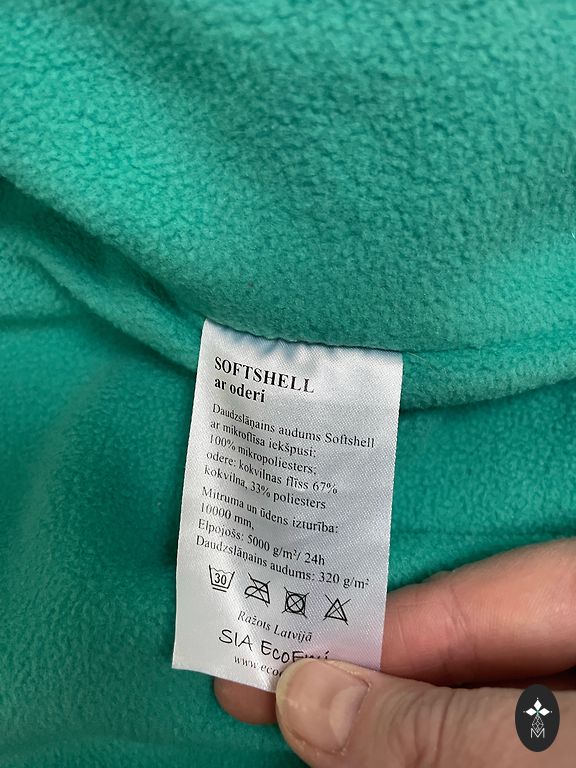 SOFTSHELL
ar oderi
Daudzslāņains audums Softshell
ar mikroflīsa iekšpusi:
100% mikropoliesters;
odere: kokvilnas flīss 67%
kokvilna, 33% poliesters
Mitruma un ūdens izturība:
10000 mm,
Elpojošs: 5000 g/m²/ 24h
Daudzslāņains audums: 320 g/m²
30
Ražots Latvijā
SIA
M